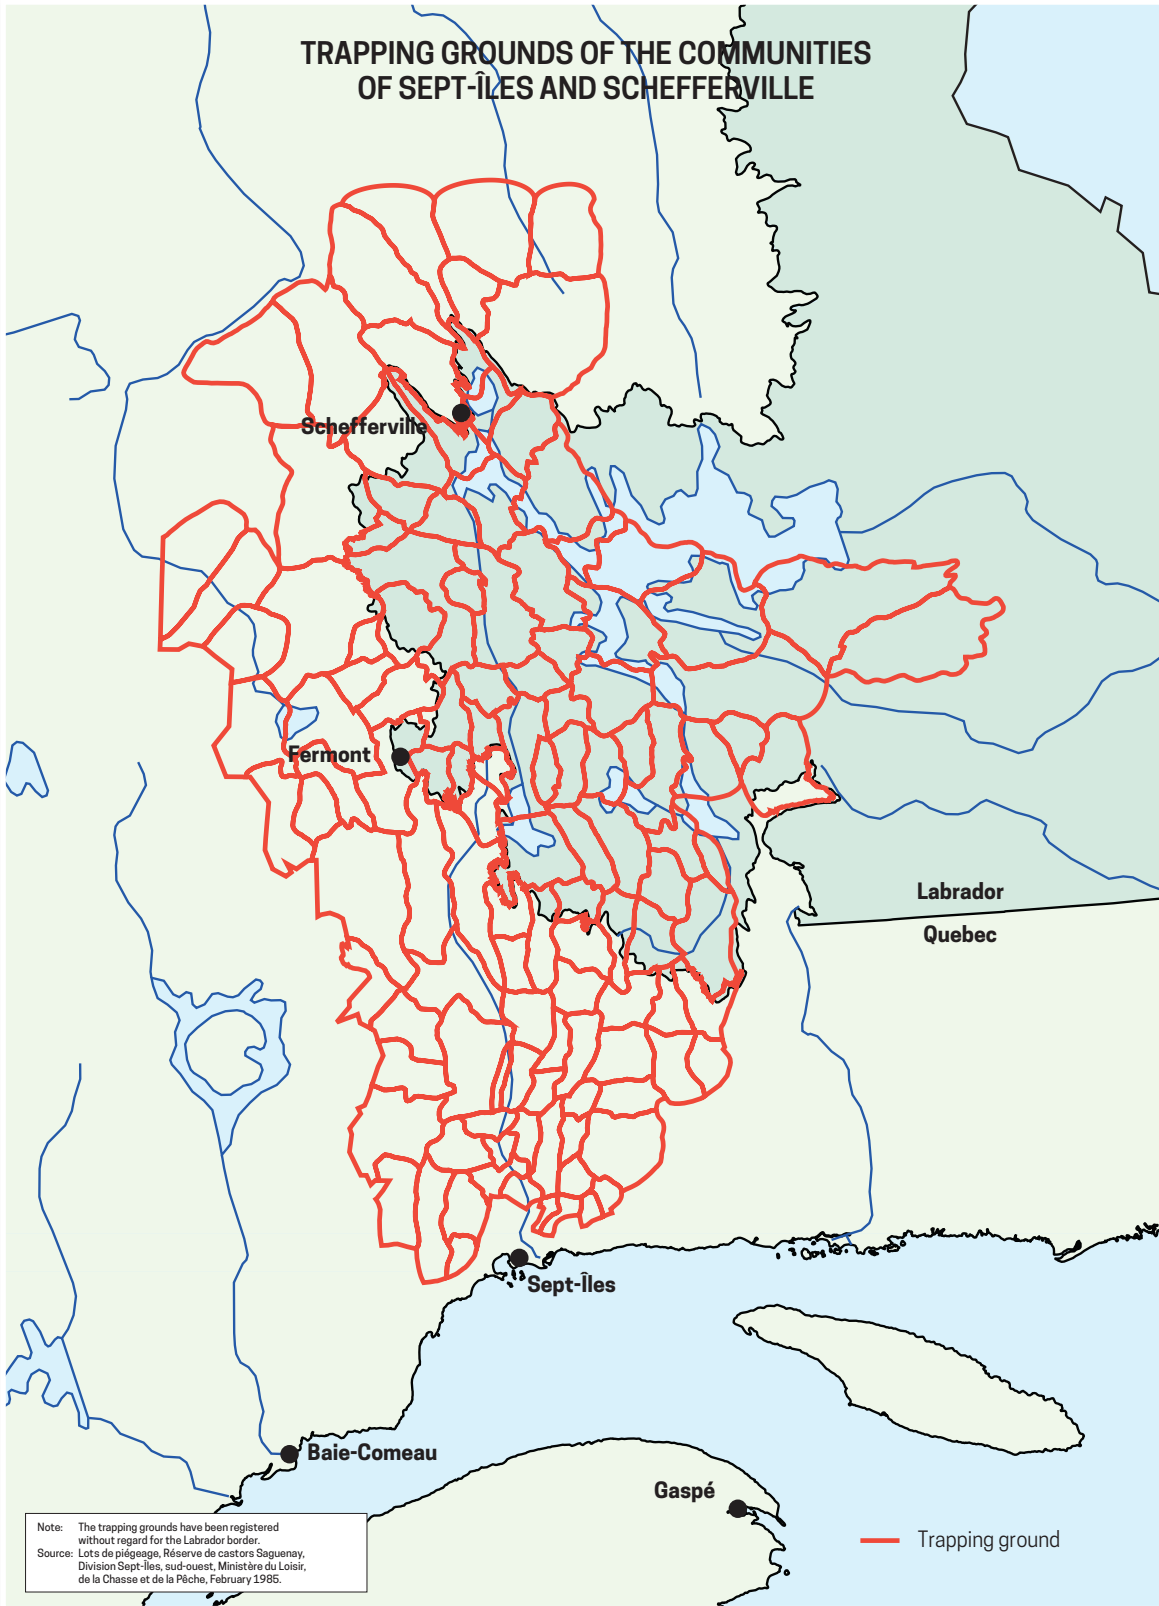 TRAPPING GROUNDS OF THE COMMUNITIES
OF SEPT-ÎLES AND SCHEFFERVILLE
Schefferville
Fermont
Labrador
Quebec
Sept-Îles
Baie-Comeau
Gaspé
Trapping ground
Note: The trapping grounds have been registered
without regard for the Labrador border.
Source: Lots de piégeage, Réserve de castors Saguenay,
Division Sept-Îles, sud-ouest, Ministère du Loisir,
de la Chasse et de la Pêche, February 1985.